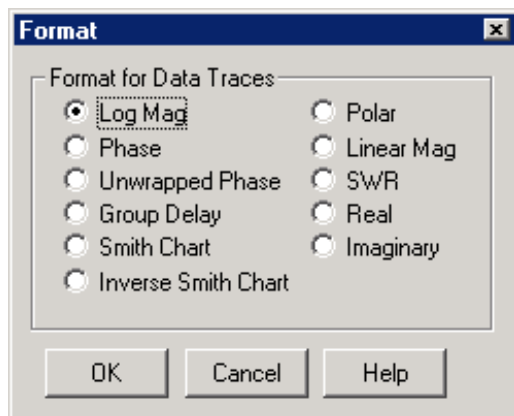 Format
Format for Data Traces
Log Mag
Phase
Unwrapped Phase
Group Delay
Smith Chart
Inverse Smith Chart
Polar
Linear Mag
SWR
Real
Imaginary
OK
Cancel
Help